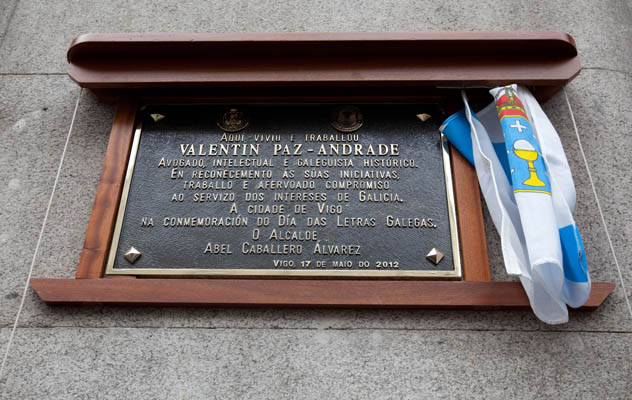 AQUI VIVIU E TRABALLOU
VALENTIN PAZ-ANDRADE
AVOGADO, INTELECTUAL E GALEGUISTA HISTÓRICO.
EN RECOÑECEMENTO ÁS SÚAS INICIATIVAS,
TRABALLO E AFERVOADO COMPROMISO
AO SERVIZO DOS INTERESES DE GALICIA.
A CIDADE DE VIGO
NA CONMEMORACIÓN DO DÍA DAS LETRAS GALEGAS.
O ALCALDE
ABEL CABALLERO ÁLVAREZ
VIGO, 17 DE MAIO DO 2012